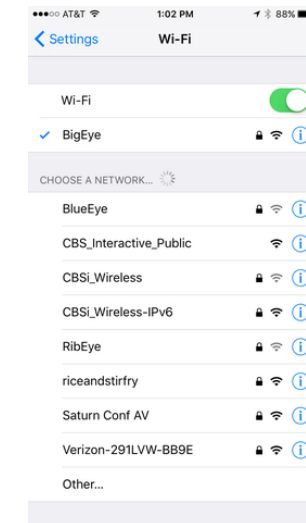 AT&T 1:02 PM 88%
Settings Wi-Fi
Wi-Fi
BigEye
CHOOSE A NETWORK...
BlueEye
CBS_Interactive_Public
CBSi_Wireless
CBSi_Wireless-IPv6
RibEye
riceandstirfry
Saturn Conf AV
Verizon-291LVW-BB9E
Other...